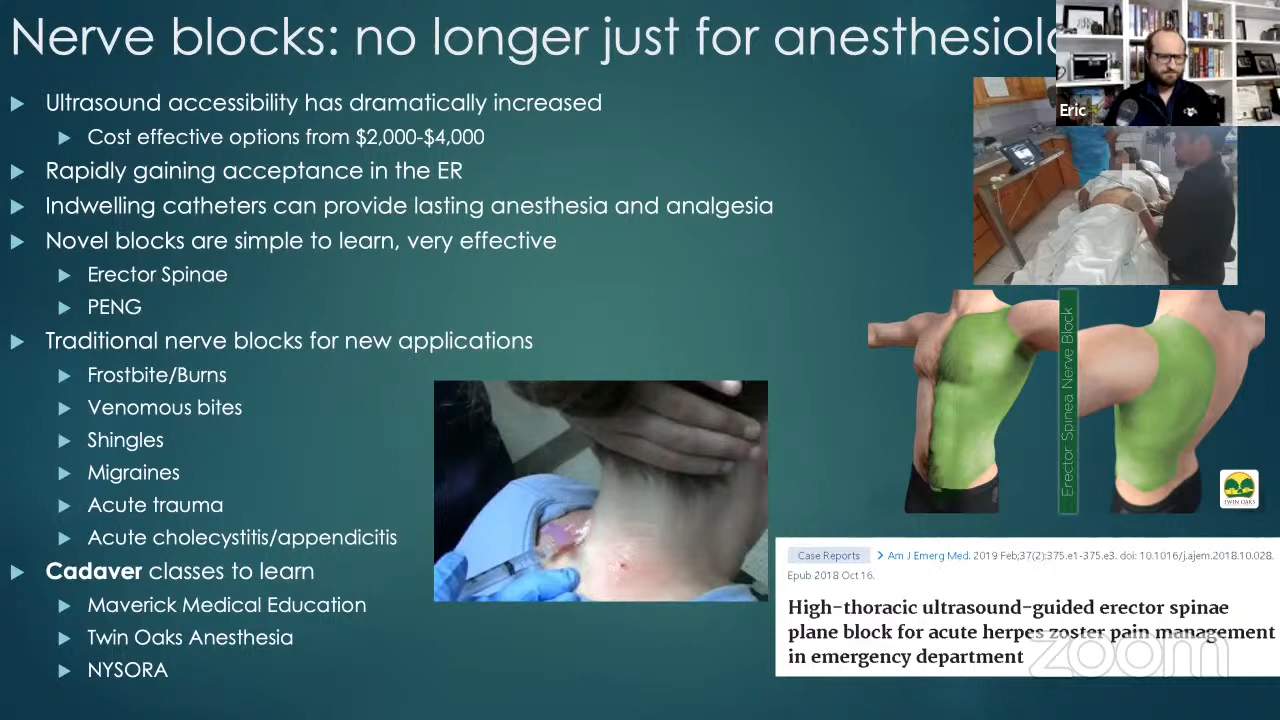 Nerve blocks: no longer just for anesthesiolo
Eric
Ultrasound accessibility has dramatically increased
Cost effective options from $2,000-$4,000
Rapidly gaining acceptance in the ER
Indwelling catheters can provide lasting anesthesia and analgesia
Novel blocks are simple to learn, very effective
Erector Spinae
PENG
Traditional nerve blocks for new applications
Frostbite/Burns
Venomous bites
Shingles
Migraines
Acute trauma
Acute cholecystitis/appendicitis
Cadaver classes to learn
Maverick Medical Education
Twin Oaks Anesthesia
NYSORA
Erector Spinea Nerve Block
TWIN OAKS
Case Reports > Am J Emerg Med. 2019 Feb;37(2):375.e1-375.e3. doi: 10.1016/j.ajem.2018.10.028.
Epub 2018 Oct 16.
High-thoracic ultrasound-guided erector spinae
plane block for acute herpes zoster pain management
in emergency department
zoom